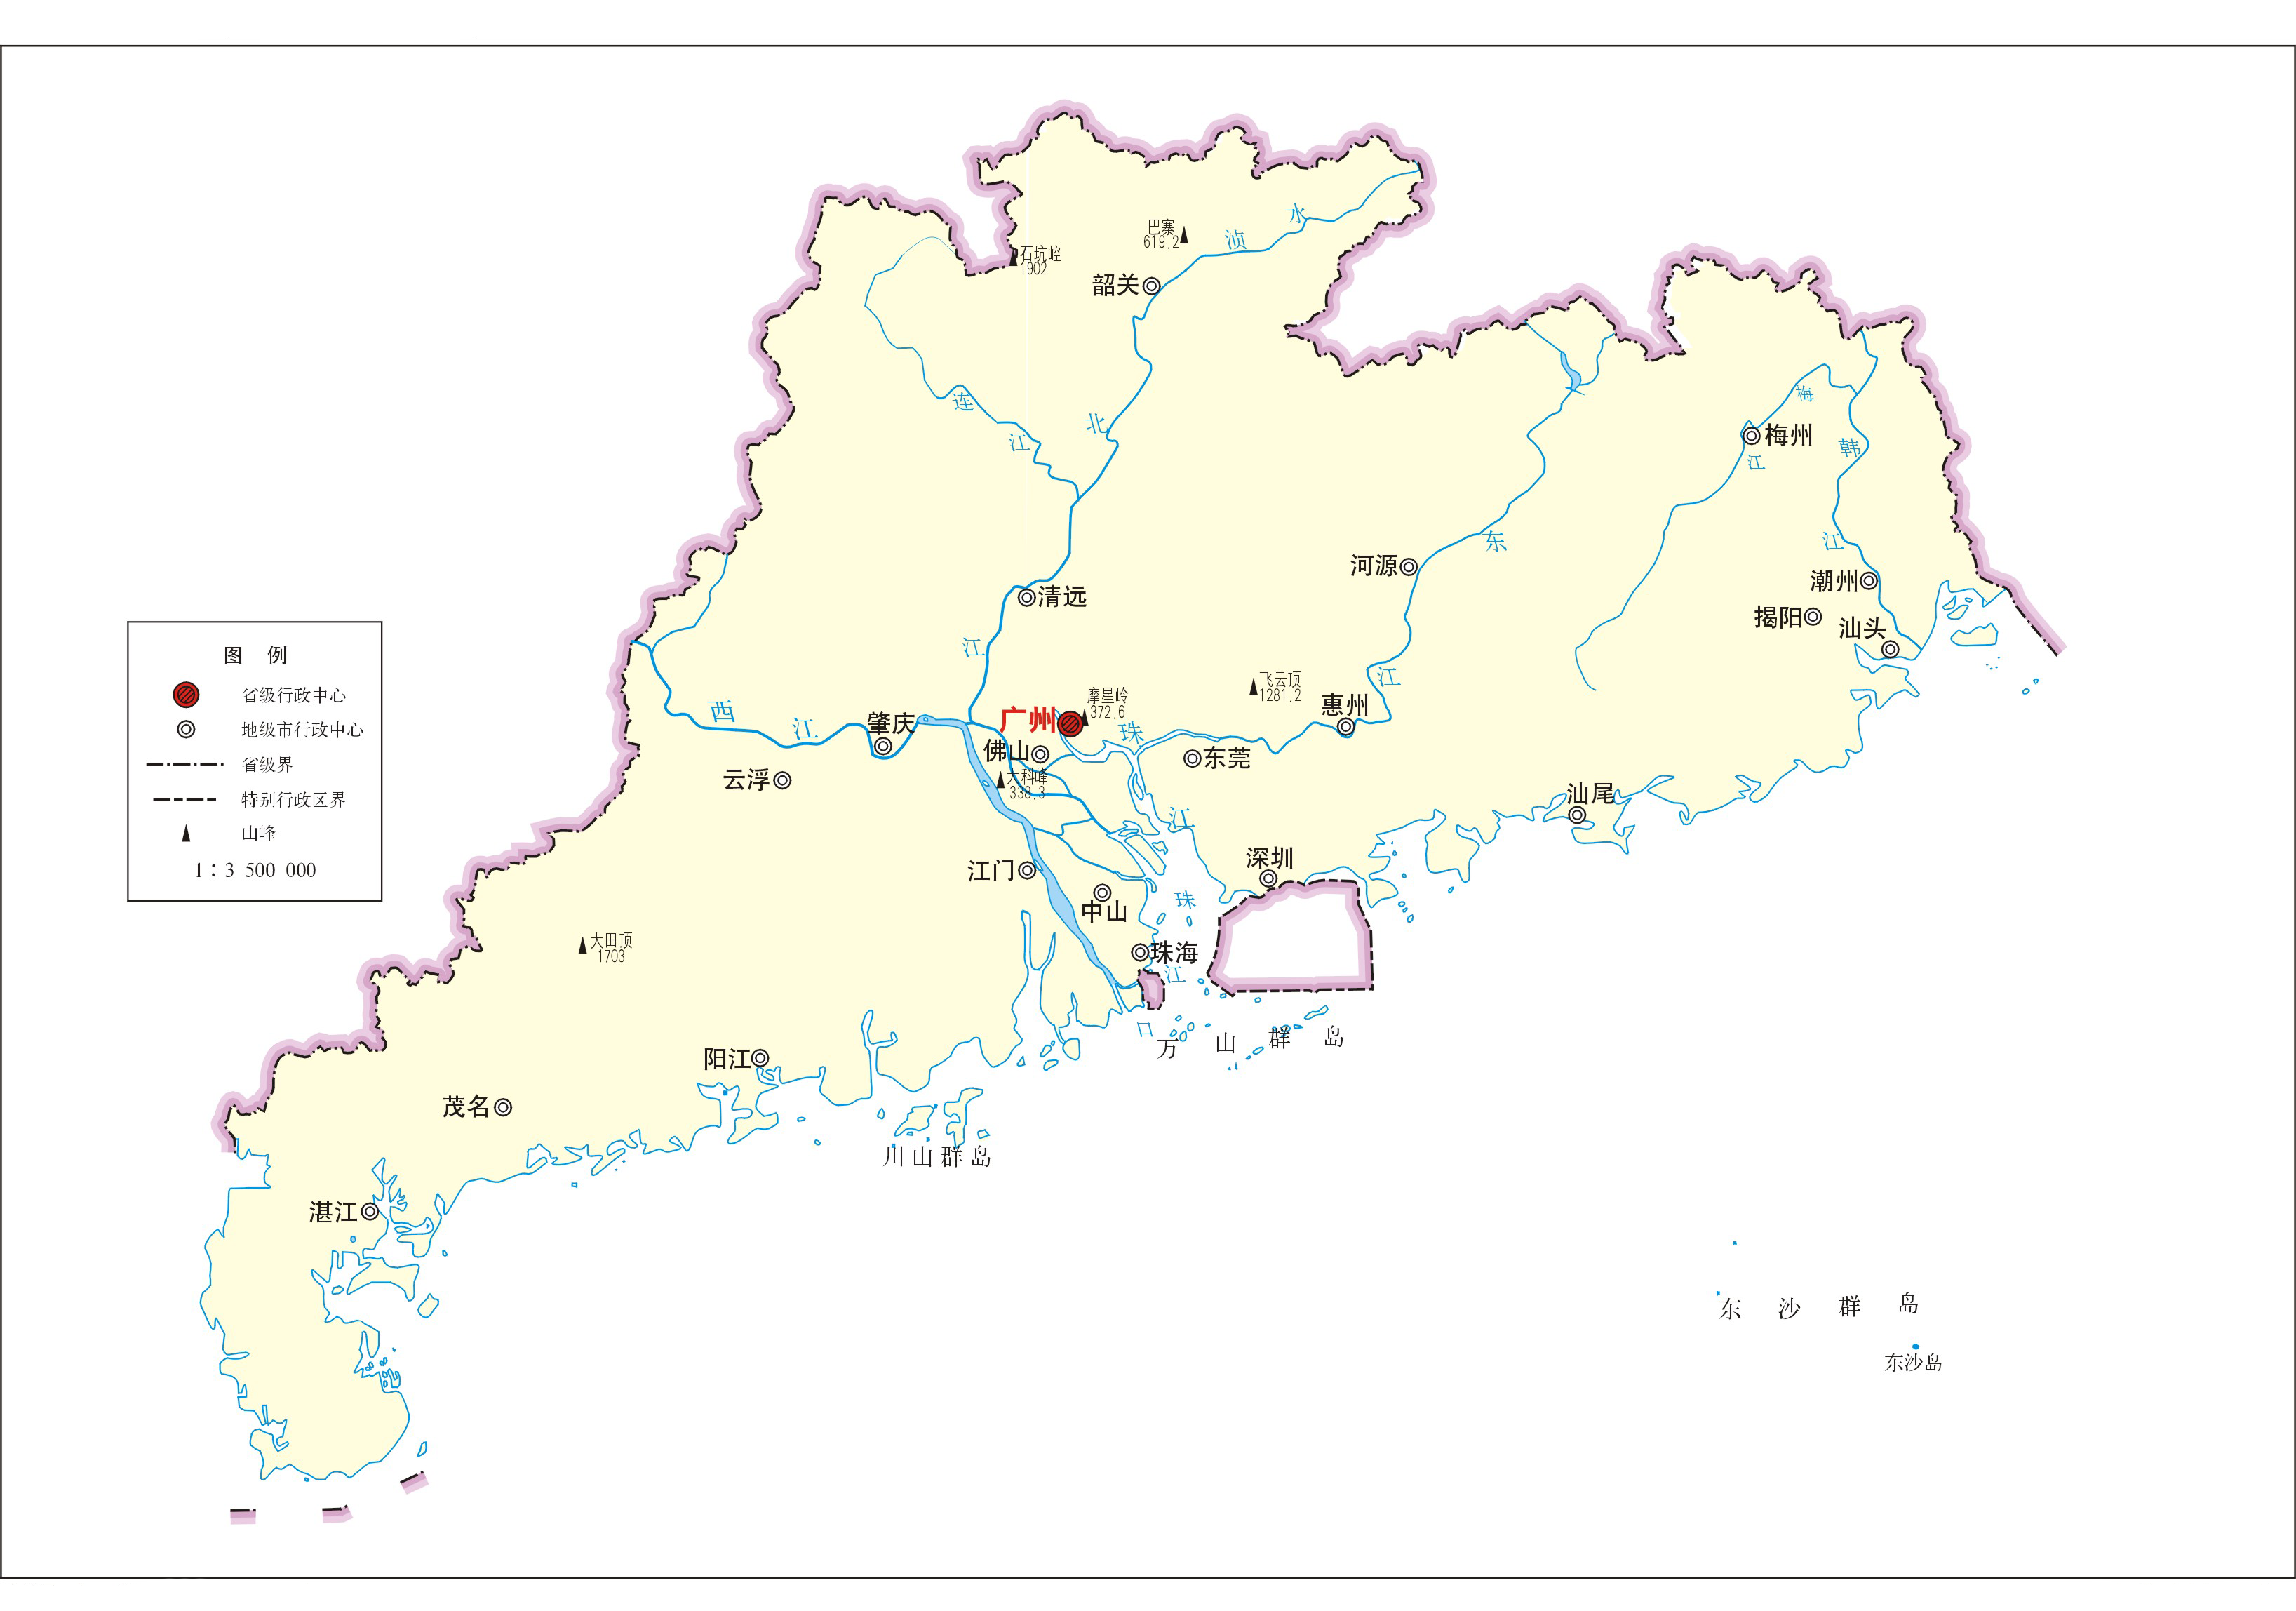 巴寨
619.2
水
浈
石坑崆
1902
韶关
连
江
北
梅
梅州
江
韩
江
东
河源
清远
潮州
揭阳
汕头
江
图 例
省级行政中心
地级市行政中心
省级界
特别行政区界
山峰
1:3 500 000
飞云顶
1281.2
江
惠州
摩星岭
372.6
广州
西
江
肇庆
珠
佛山
东莞
大科峰
338.3
云浮
汕尾
江
深圳
江门
中山
珠
大田顶
1703
珠海
江
口
万山群岛
阳江
茂名
川山群岛
湛江
东沙群岛
东沙岛